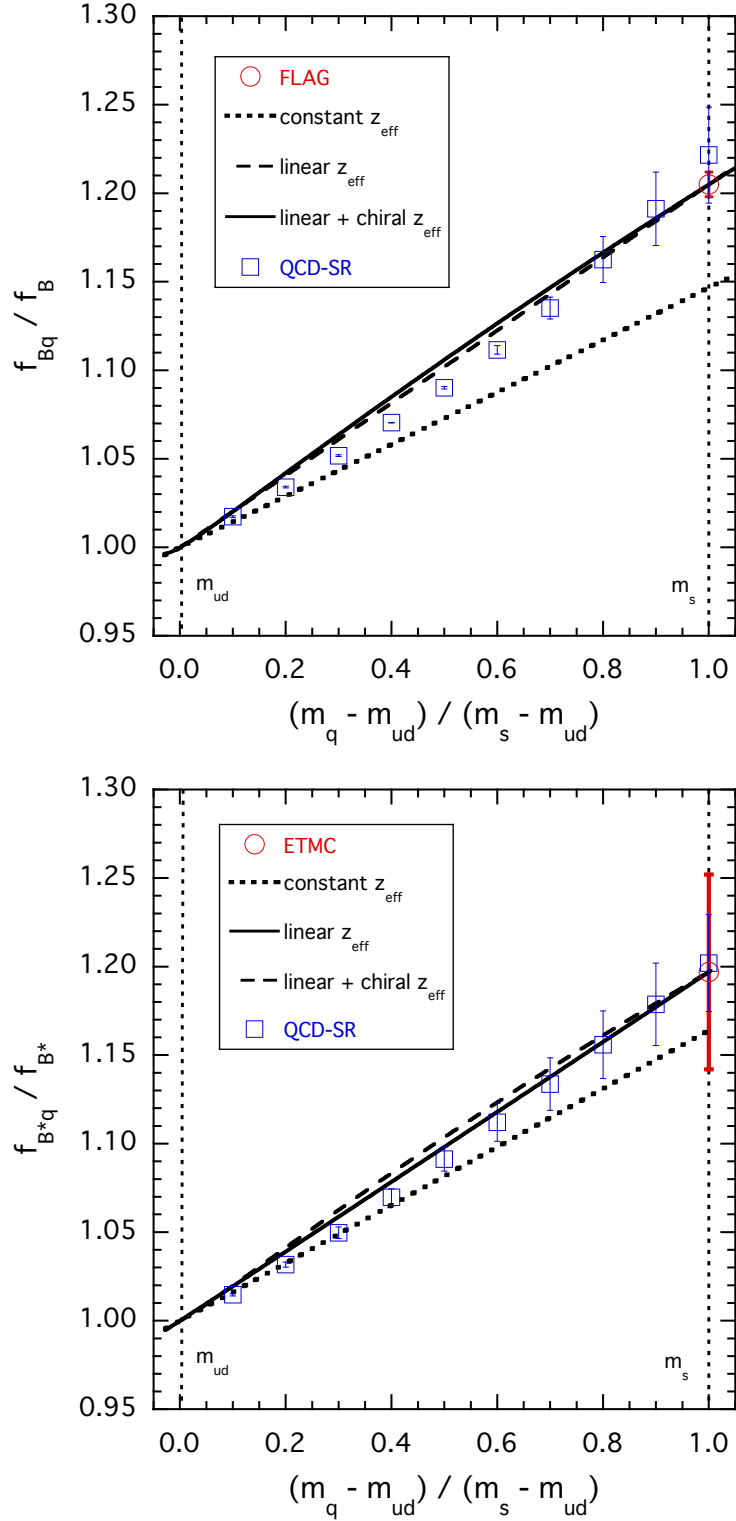 1.30
1.25
1.20
1.15
1.10
1.05
1.00
0.95
f_Bq / f_B
FLAG
constant z_eff
linear z_eff
linear + chiral z_eff
QCD-SR
m_ud
m_s
0.0 0.2 0.4 0.6 0.8 1.0
(m_q - m_ud) / (m_s - m_ud)
1.30
1.25
1.20
1.15
1.10
1.05
1.00
0.95
f_B*q / f_B*
ETMC
constant z_eff
linear z_eff
linear + chiral z_eff
QCD-SR
m_ud
m_s
0.0 0.2 0.4 0.6 0.8 1.0
(m_q - m_ud) / (m_s - m_ud)